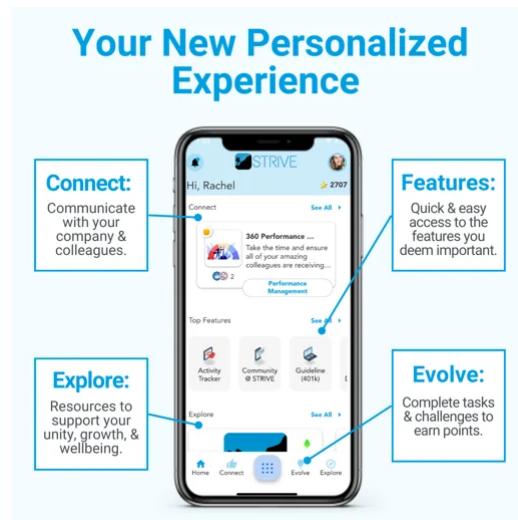 Your New Personalized
Experience
STRIVE
Hi, Rachel
2707
Connect
See All
360 Performance ...
Take the time and ensure
all of your amazing
colleagues are receiving...
2
Performance
Management
Top Features
See All
Activity
Tracker
Community
@ STRIVE
Guideline
(401k)
Explore
See All
Home
Connect
Evolve
Explore
Connect:
Communicate
with your
company &
colleagues.
Features:
Quick & easy
access to the
features you
deem important.
Explore:
Resources to
support your
unity, growth, &
wellbeing.
Evolve:
Complete tasks
& challenges to
earn points.